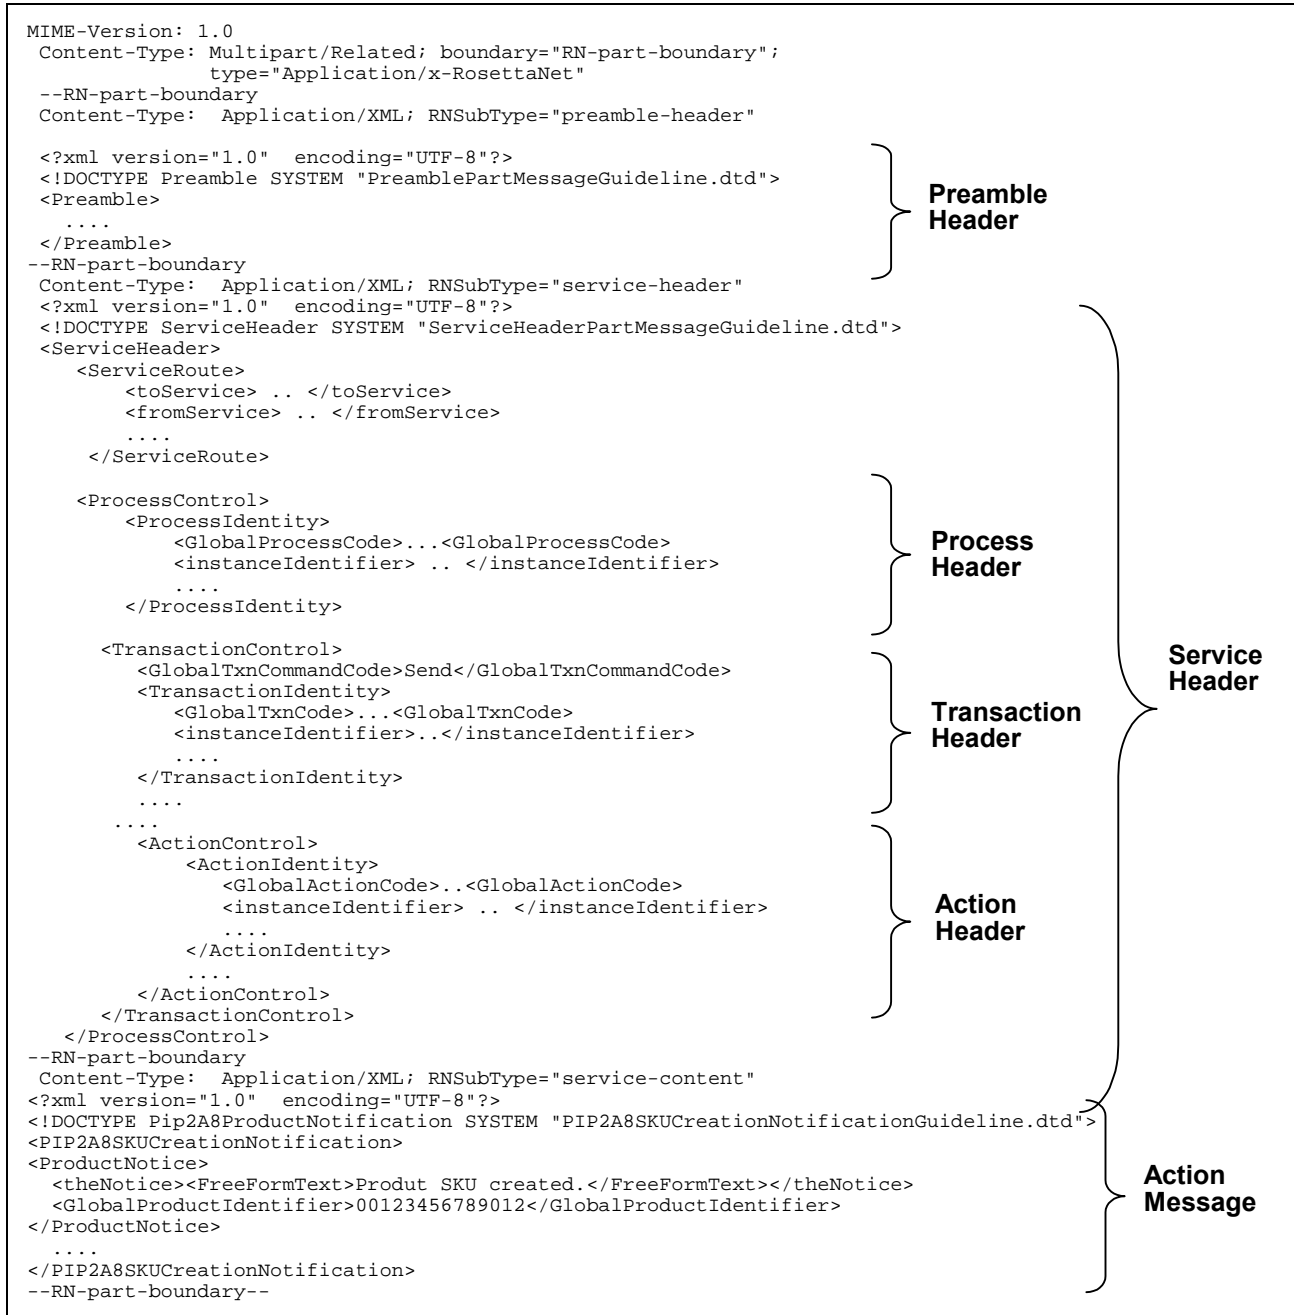 MIME-Version: 1.0
Content-Type: Multipart/Related; boundary="RN-part-boundary";
type="Application/x-RosettaNet"
--RN-part-boundary
Content-Type:  Application/XML; RNSubType="preamble-header"
<?xml version="1.0"  encoding="UTF-8"?>
<!DOCTYPE Preamble SYSTEM "PreamblePartMessageGuideline.dtd">
<Preamble>
....
</Preamble>
Preamble
Header
--RN-part-boundary
Content-Type:  Application/XML; RNSubType="service-header"
<?xml version="1.0"  encoding="UTF-8"?>
<!DOCTYPE ServiceHeader SYSTEM "ServiceHeaderPartMessageGuideline.dtd">
<ServiceHeader>
<ServiceRoute>
<toService> .. </toService>
<fromService> .. </fromService>
....
</ServiceRoute>
<ProcessControl>
<ProcessIdentity>
<GlobalProcessCode>...<GlobalProcessCode>
<instanceIdentifier> .. </instanceIdentifier>
....
</ProcessIdentity>
Process
Header
<TransactionControl>
<GlobalTxnCommandCode>Send</GlobalTxnCommandCode>
<TransactionIdentity>
<GlobalTxnCode>...<GlobalTxnCode>
<instanceIdentifier>..</instanceIdentifier>
....
</TransactionIdentity>
....
Transaction
Header
Service
Header
....
<ActionControl>
<ActionIdentity>
<GlobalActionCode>..<GlobalActionCode>
<instanceIdentifier> .. </instanceIdentifier>
....
</ActionIdentity>
....
</ActionControl>
Action
Header
</TransactionControl>
</ProcessControl>
--RN-part-boundary
Content-Type:  Application/XML; RNSubType="service-content"
<?xml version="1.0"  encoding="UTF-8"?>
<!DOCTYPE Pip2A8ProductNotification SYSTEM "PIP2A8SKUCreationNotificationGuideline.dtd">
<PIP2A8SKUCreationNotification>
<ProductNotice>
<theNotice><FreeFormText>Produt SKU created.</FreeFormText></theNotice>
<GlobalProductIdentifier>00123456789012</GlobalProductIdentifier>
</ProductNotice>
....
</PIP2A8SKUCreationNotification>
--RN-part-boundary--
Action
Message